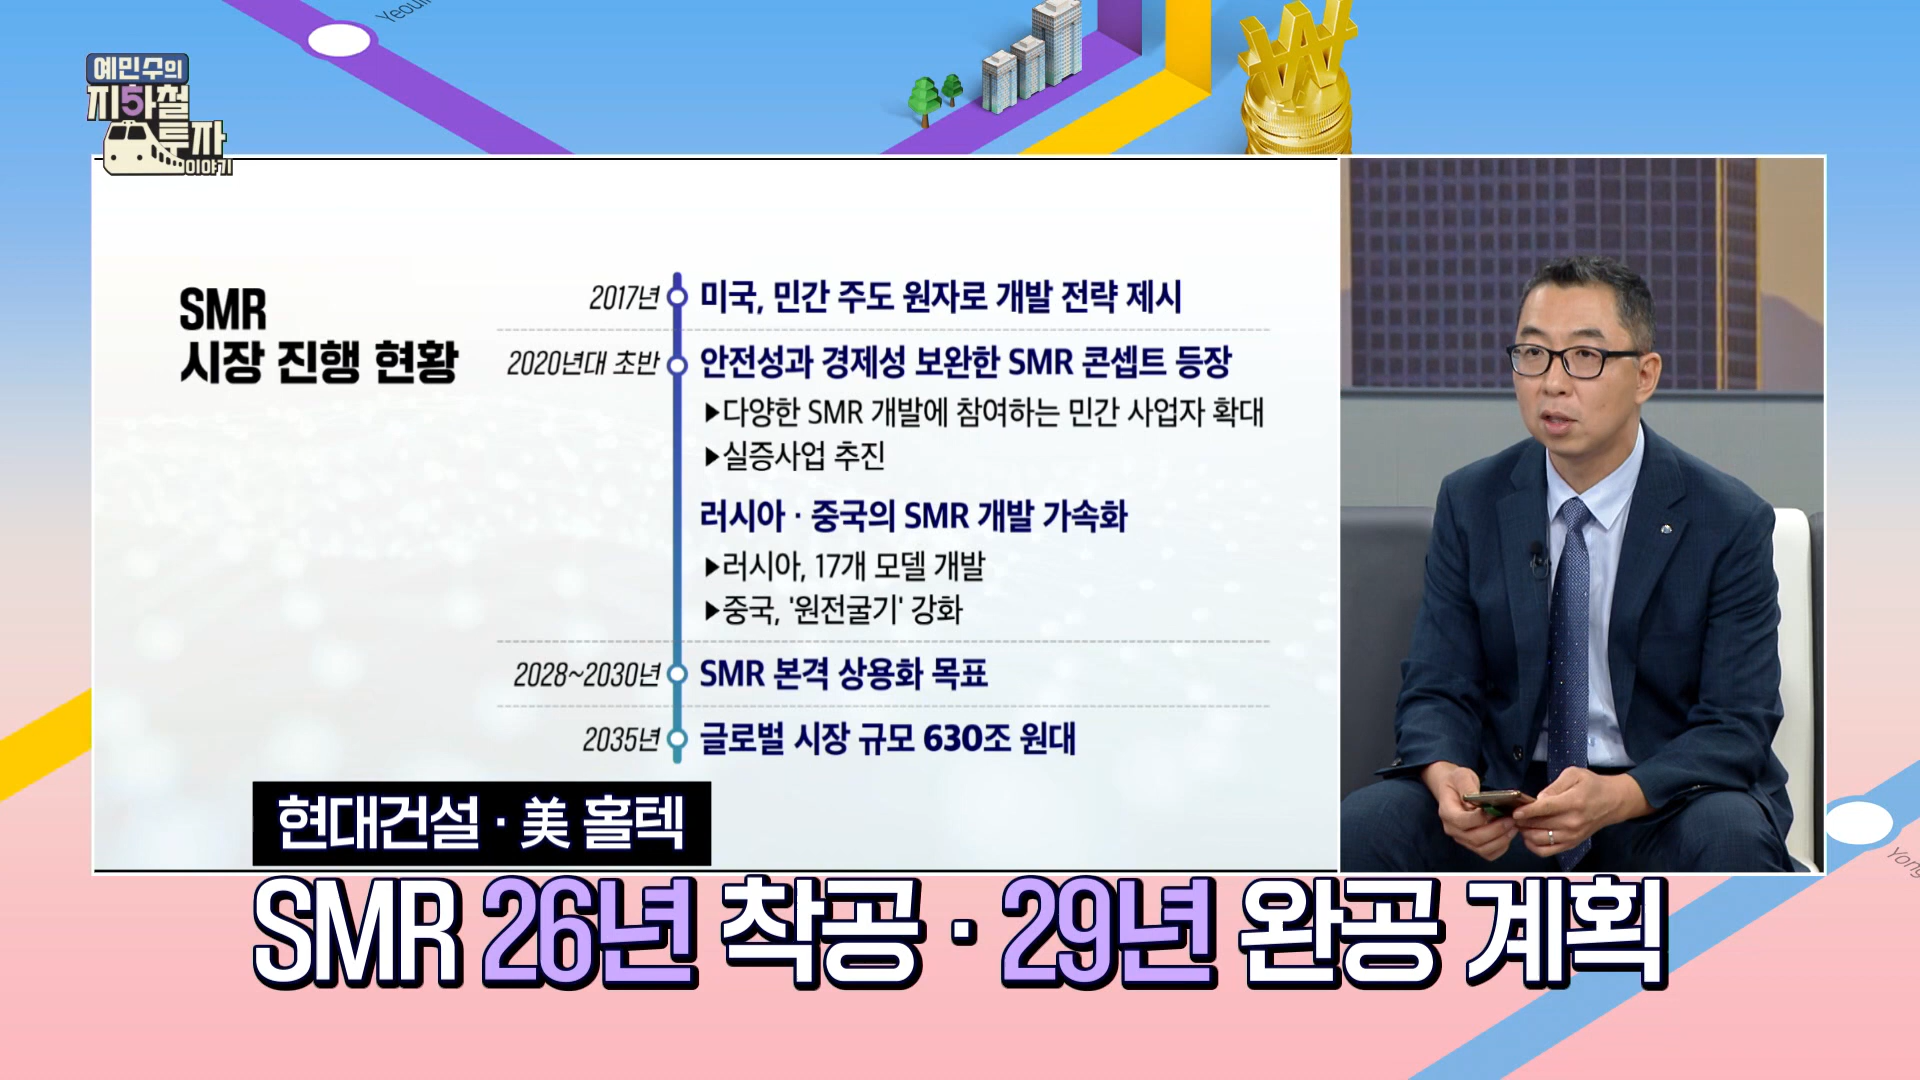 예민수의
지하철
투자
이야기
SMR
시장 진행 현황
2017년 미국, 민간 주도 원자로 개발 전략 제시
2020년대 초반 안전성과 경제성 보완한 SMR 콘셉트 등장
▶다양한 SMR 개발에 참여하는 민간 사업자 확대
▶실증사업 추진
러시아 · 중국의 SMR 개발 가속화
▶러시아, 17개 모델 개발
▶중국, '원전굴기' 강화
2028~2030년 SMR 본격 상용화 목표
2035년 글로벌 시장 규모 630조 원대
현대건설 · 美 홀텍
SMR 26년 착공 · 29년 완공 계획